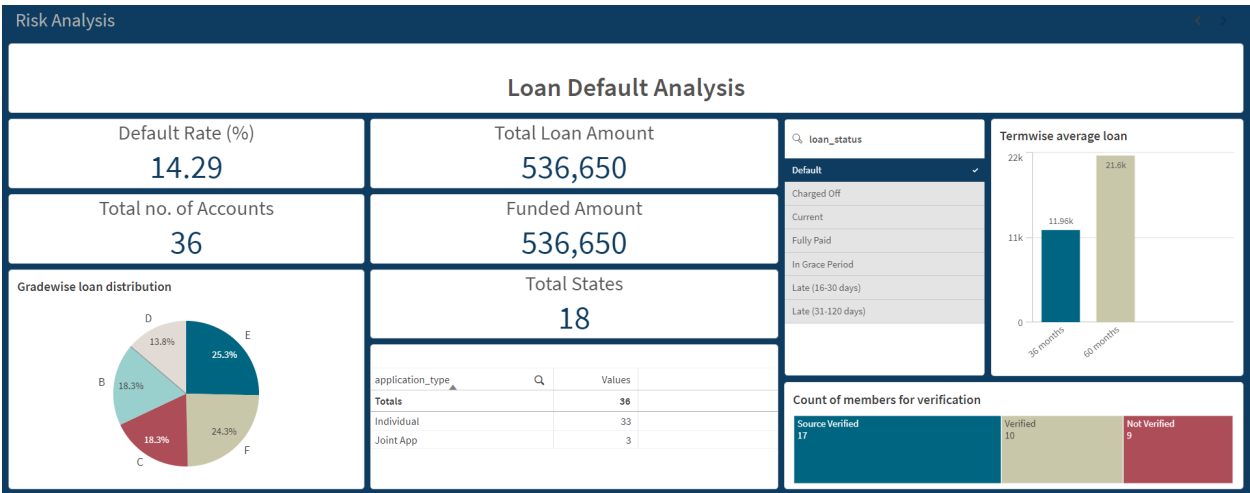 Risk Analysis
Loan Default Analysis
Default Rate (%)
14.29
Total Loan Amount
536,650
Total no. of Accounts
36
Funded Amount
536,650
Total States
18
Gradewise loan distribution
D
13.8%
E
25.3%
B
18.3%
C
18.3%
F
24.3%
application_type Values
Totals 36
Individual 33
Joint App 3
loan_status
Default
Charged Off
Current
Fully Paid
In Grace Period
Late (16-30 days)
Late (31-120 days)
Termwise average loan
22k
21.6k
11.96k
11k
0
36 months
60 months
Count of members for verification
Source Verified
17
Verified
10
Not Verified
9